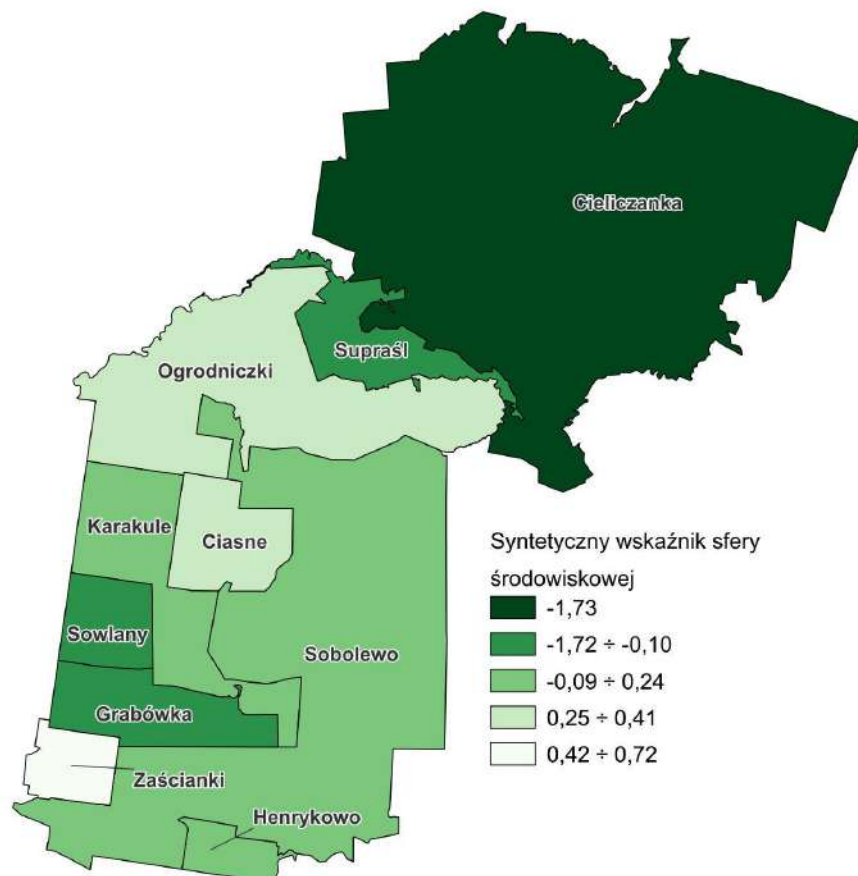 Cieliczanka
Supraśl
Ogrodniczki
Karakule
Ciasne
Sowlany
Sobolewo
Grabówka
Zaścianki
Henrykowo
Syntetyczny wskaźnik sfery
środowiskowej
-1,73
-1,72 ÷ -0,10
-0,09 ÷ 0,24
0,25 ÷ 0,41
0,42 ÷ 0,72